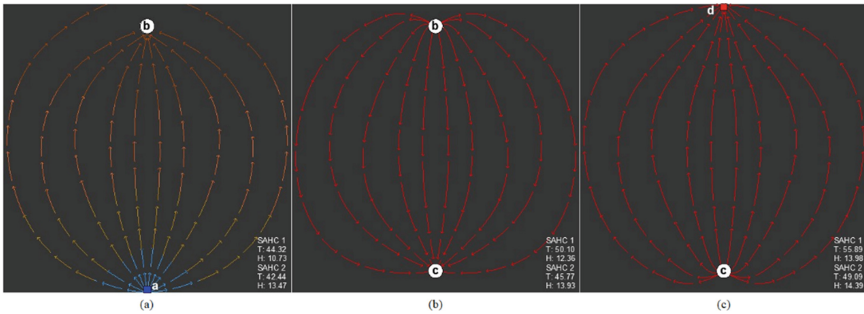 b
a
SAHC 1
T: 44.32
H: 10.73
SAHC 2
T: 42.44
H: 13.47
(a)
b
c
SAHC 1
T: 50.10
H: 12.36
SAHC 2
T: 45.77
H: 13.93
(b)
d
c
SAHC 1
T: 55.89
H: 13.98
SAHC 2
T: 49.09
H: 14.39
(c)